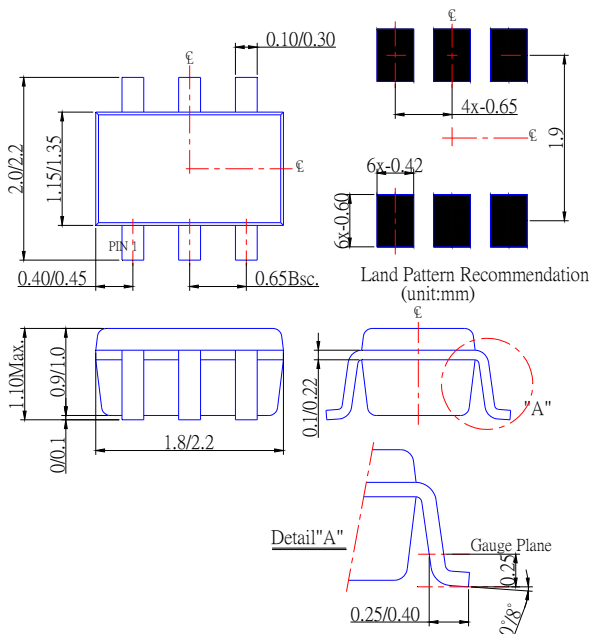 ℄
0.10/0.30
℄
2.0/2.2
1.15/1.35
PIN 1
0.40/0.45
0.65Bsc.
℄
4x-0.65
℄
1.9
6x-0.42
6x-0.60
Land Pattern Recommendation
(unit:mm)
1.10Max.
0.9/1.0
0/0.1
1.8/2.2
℄
0.1/0.22
"A"
Detail"A"
Gauge Plane
0.25
0.25/0.40
0°/8°